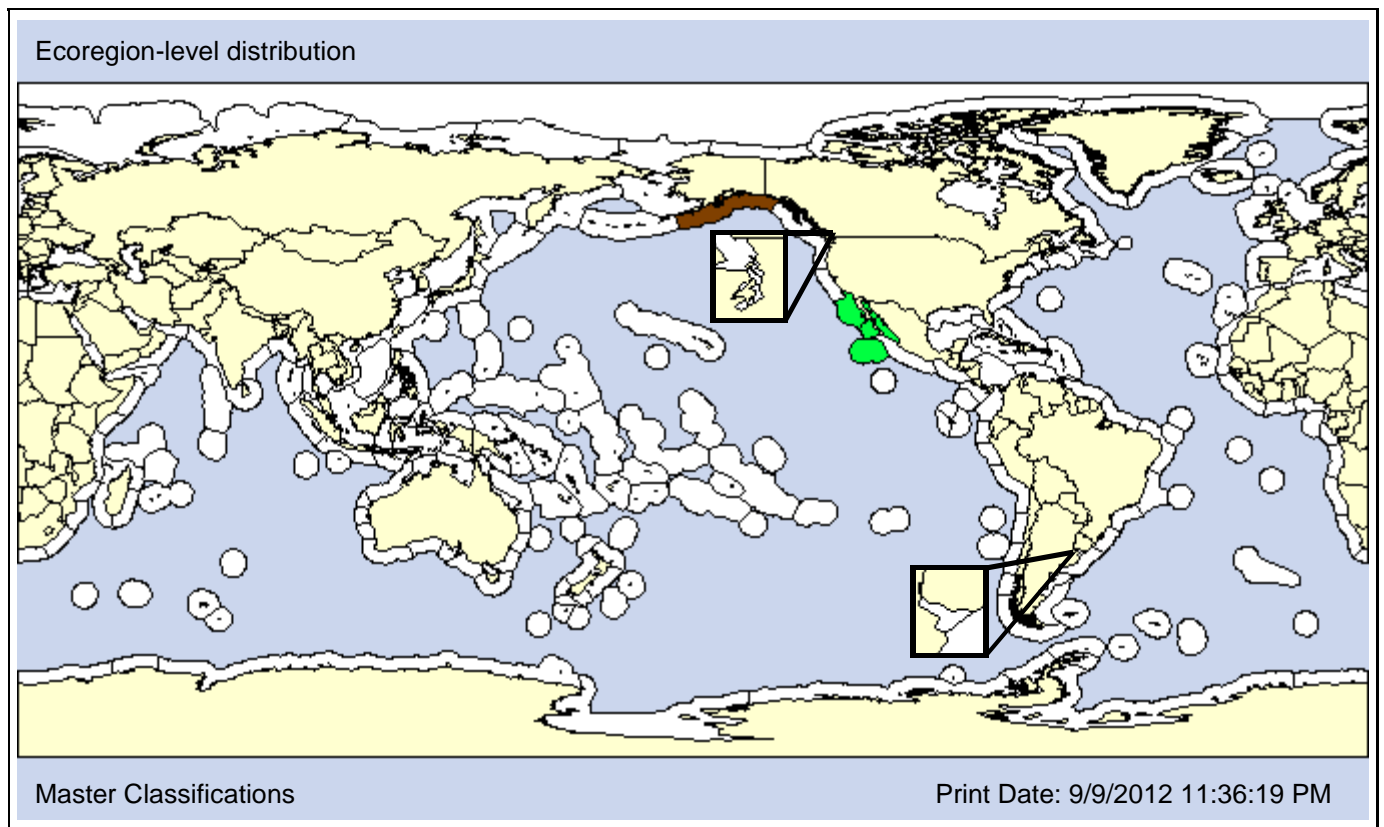 Ecoregion-level distribution
Master Classifications
Print Date: 9/9/2012 11:36:19 PM